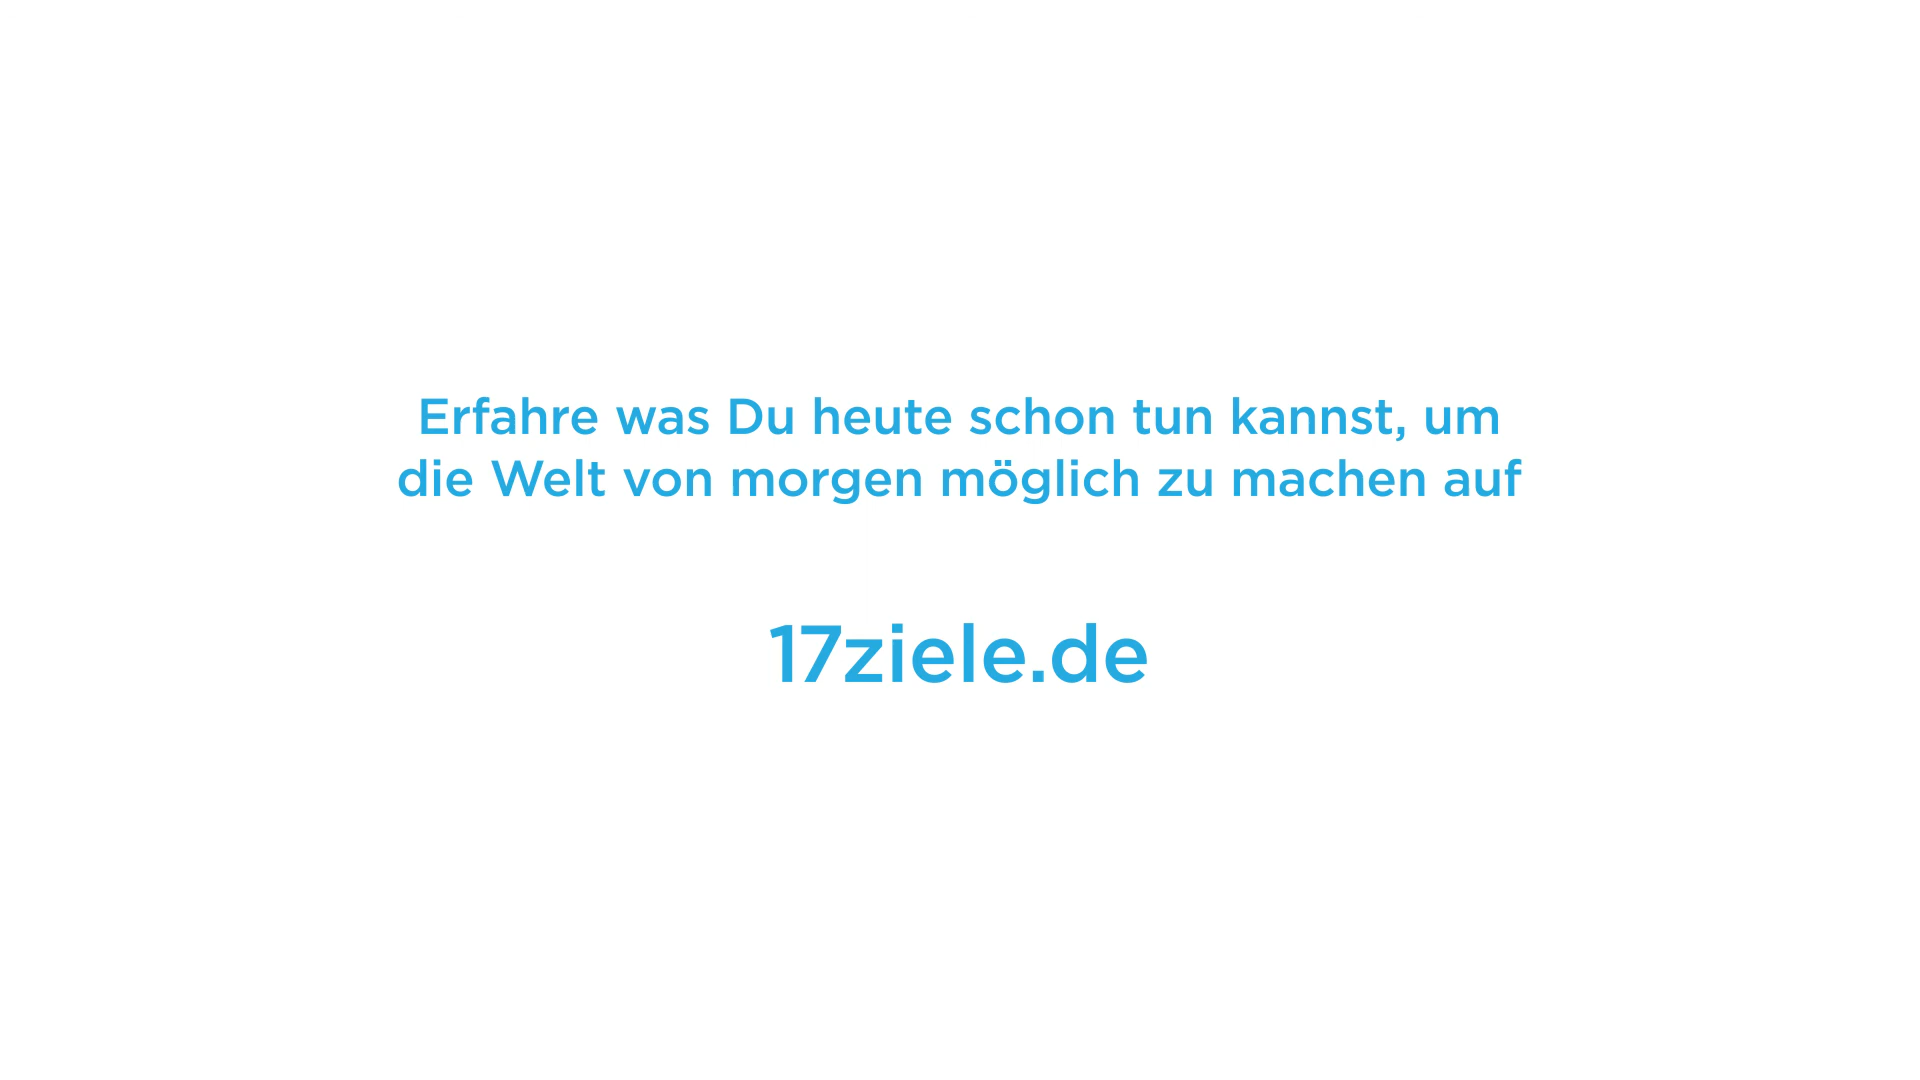 Erfahre was Du heute schon tun kannst, um
die Welt von morgen möglich zu machen auf
17ziele.de